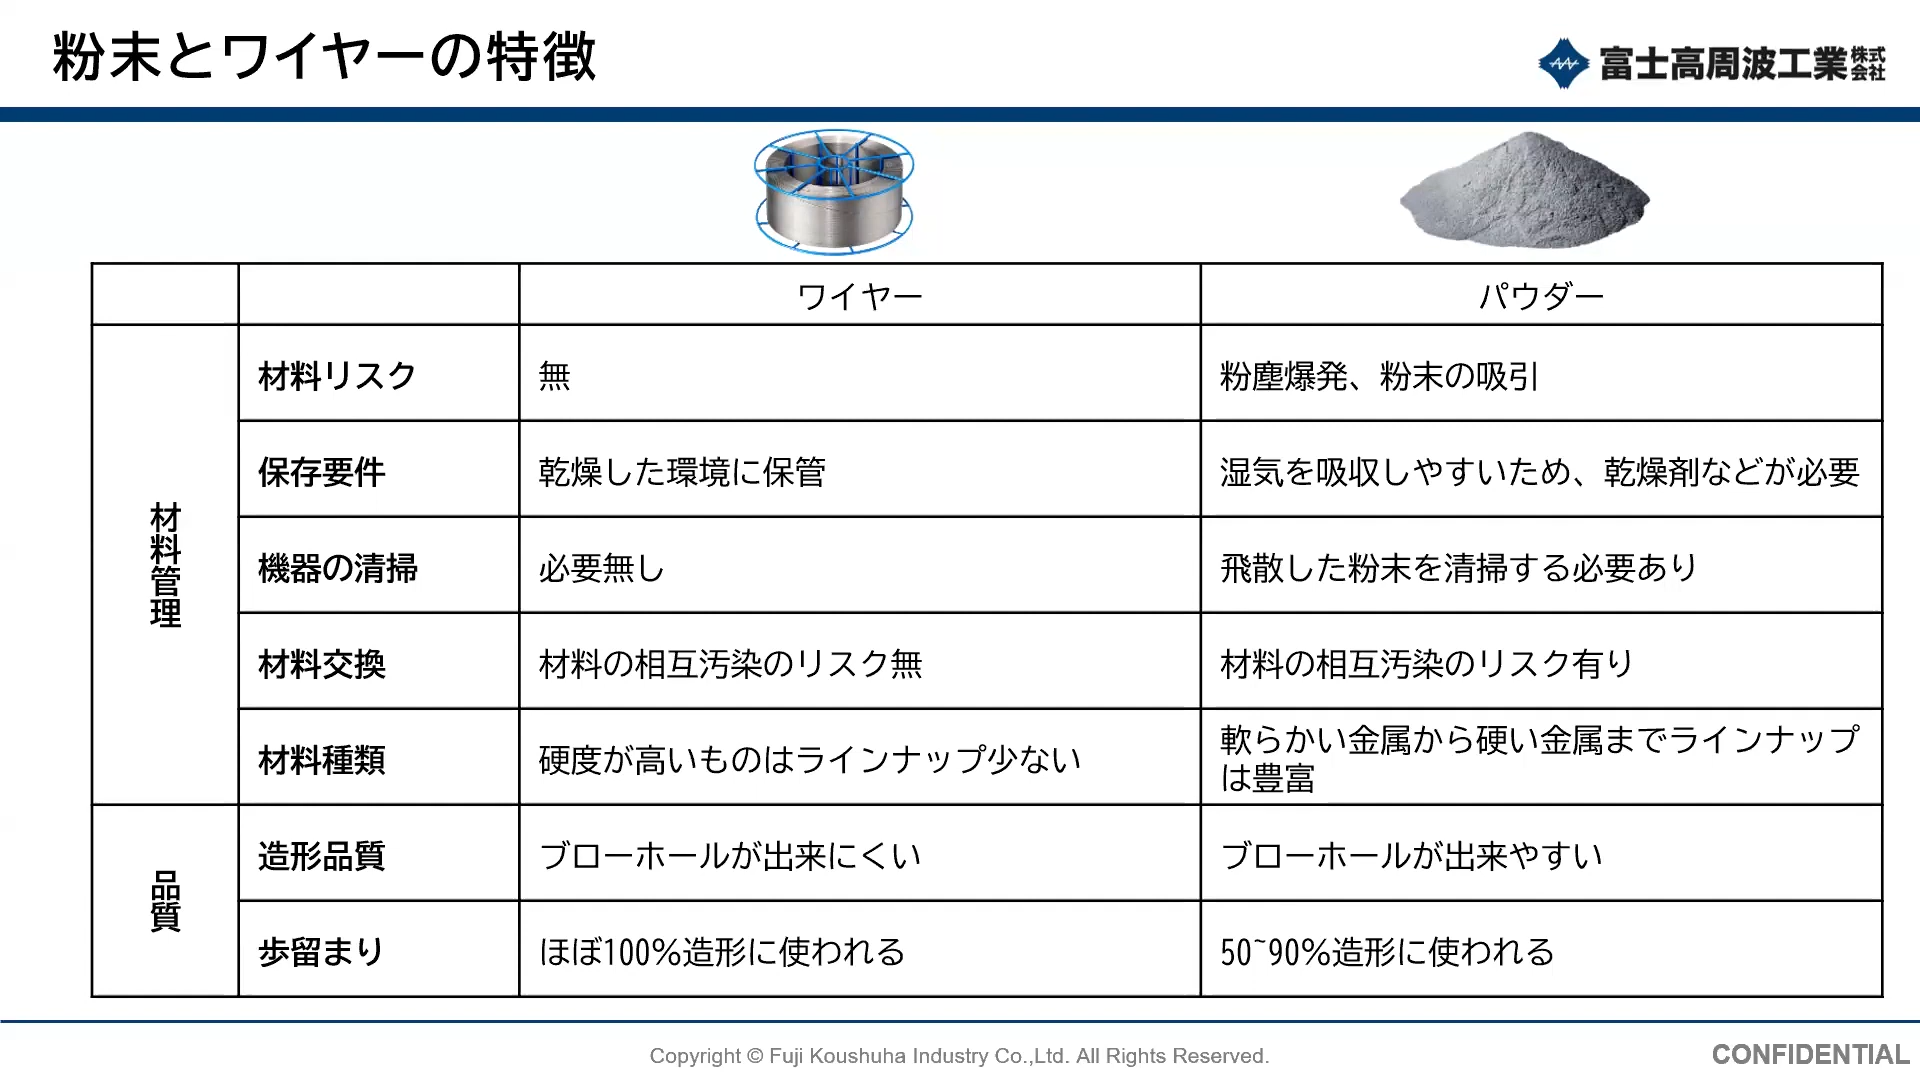 粉末とワイヤーの特徴
富士高周波工業株式会社
ワイヤー
パウダー
材料管理
材料リスク
無
粉塵爆発、粉末の吸引
保存要件
乾燥した環境に保管
湿気を吸収しやすいため、乾燥剤などが必要
機器の清掃
必要無し
飛散した粉末を清掃する必要あり
材料交換
材料の相互汚染のリスク無
材料の相互汚染のリスク有り
材料種類
硬度が高いものはラインナップ少ない
軟らかい金属から硬い金属までラインナップ
は豊富
品質
造形品質
ブローホールが出来にくい
ブローホールが出来やすい
歩留まり
ほぼ100%造形に使われる
50~90%造形に使われる
Copyright © Fuji Koushuha Industry Co.,Ltd. All Rights Reserved.
CONFIDENTIAL